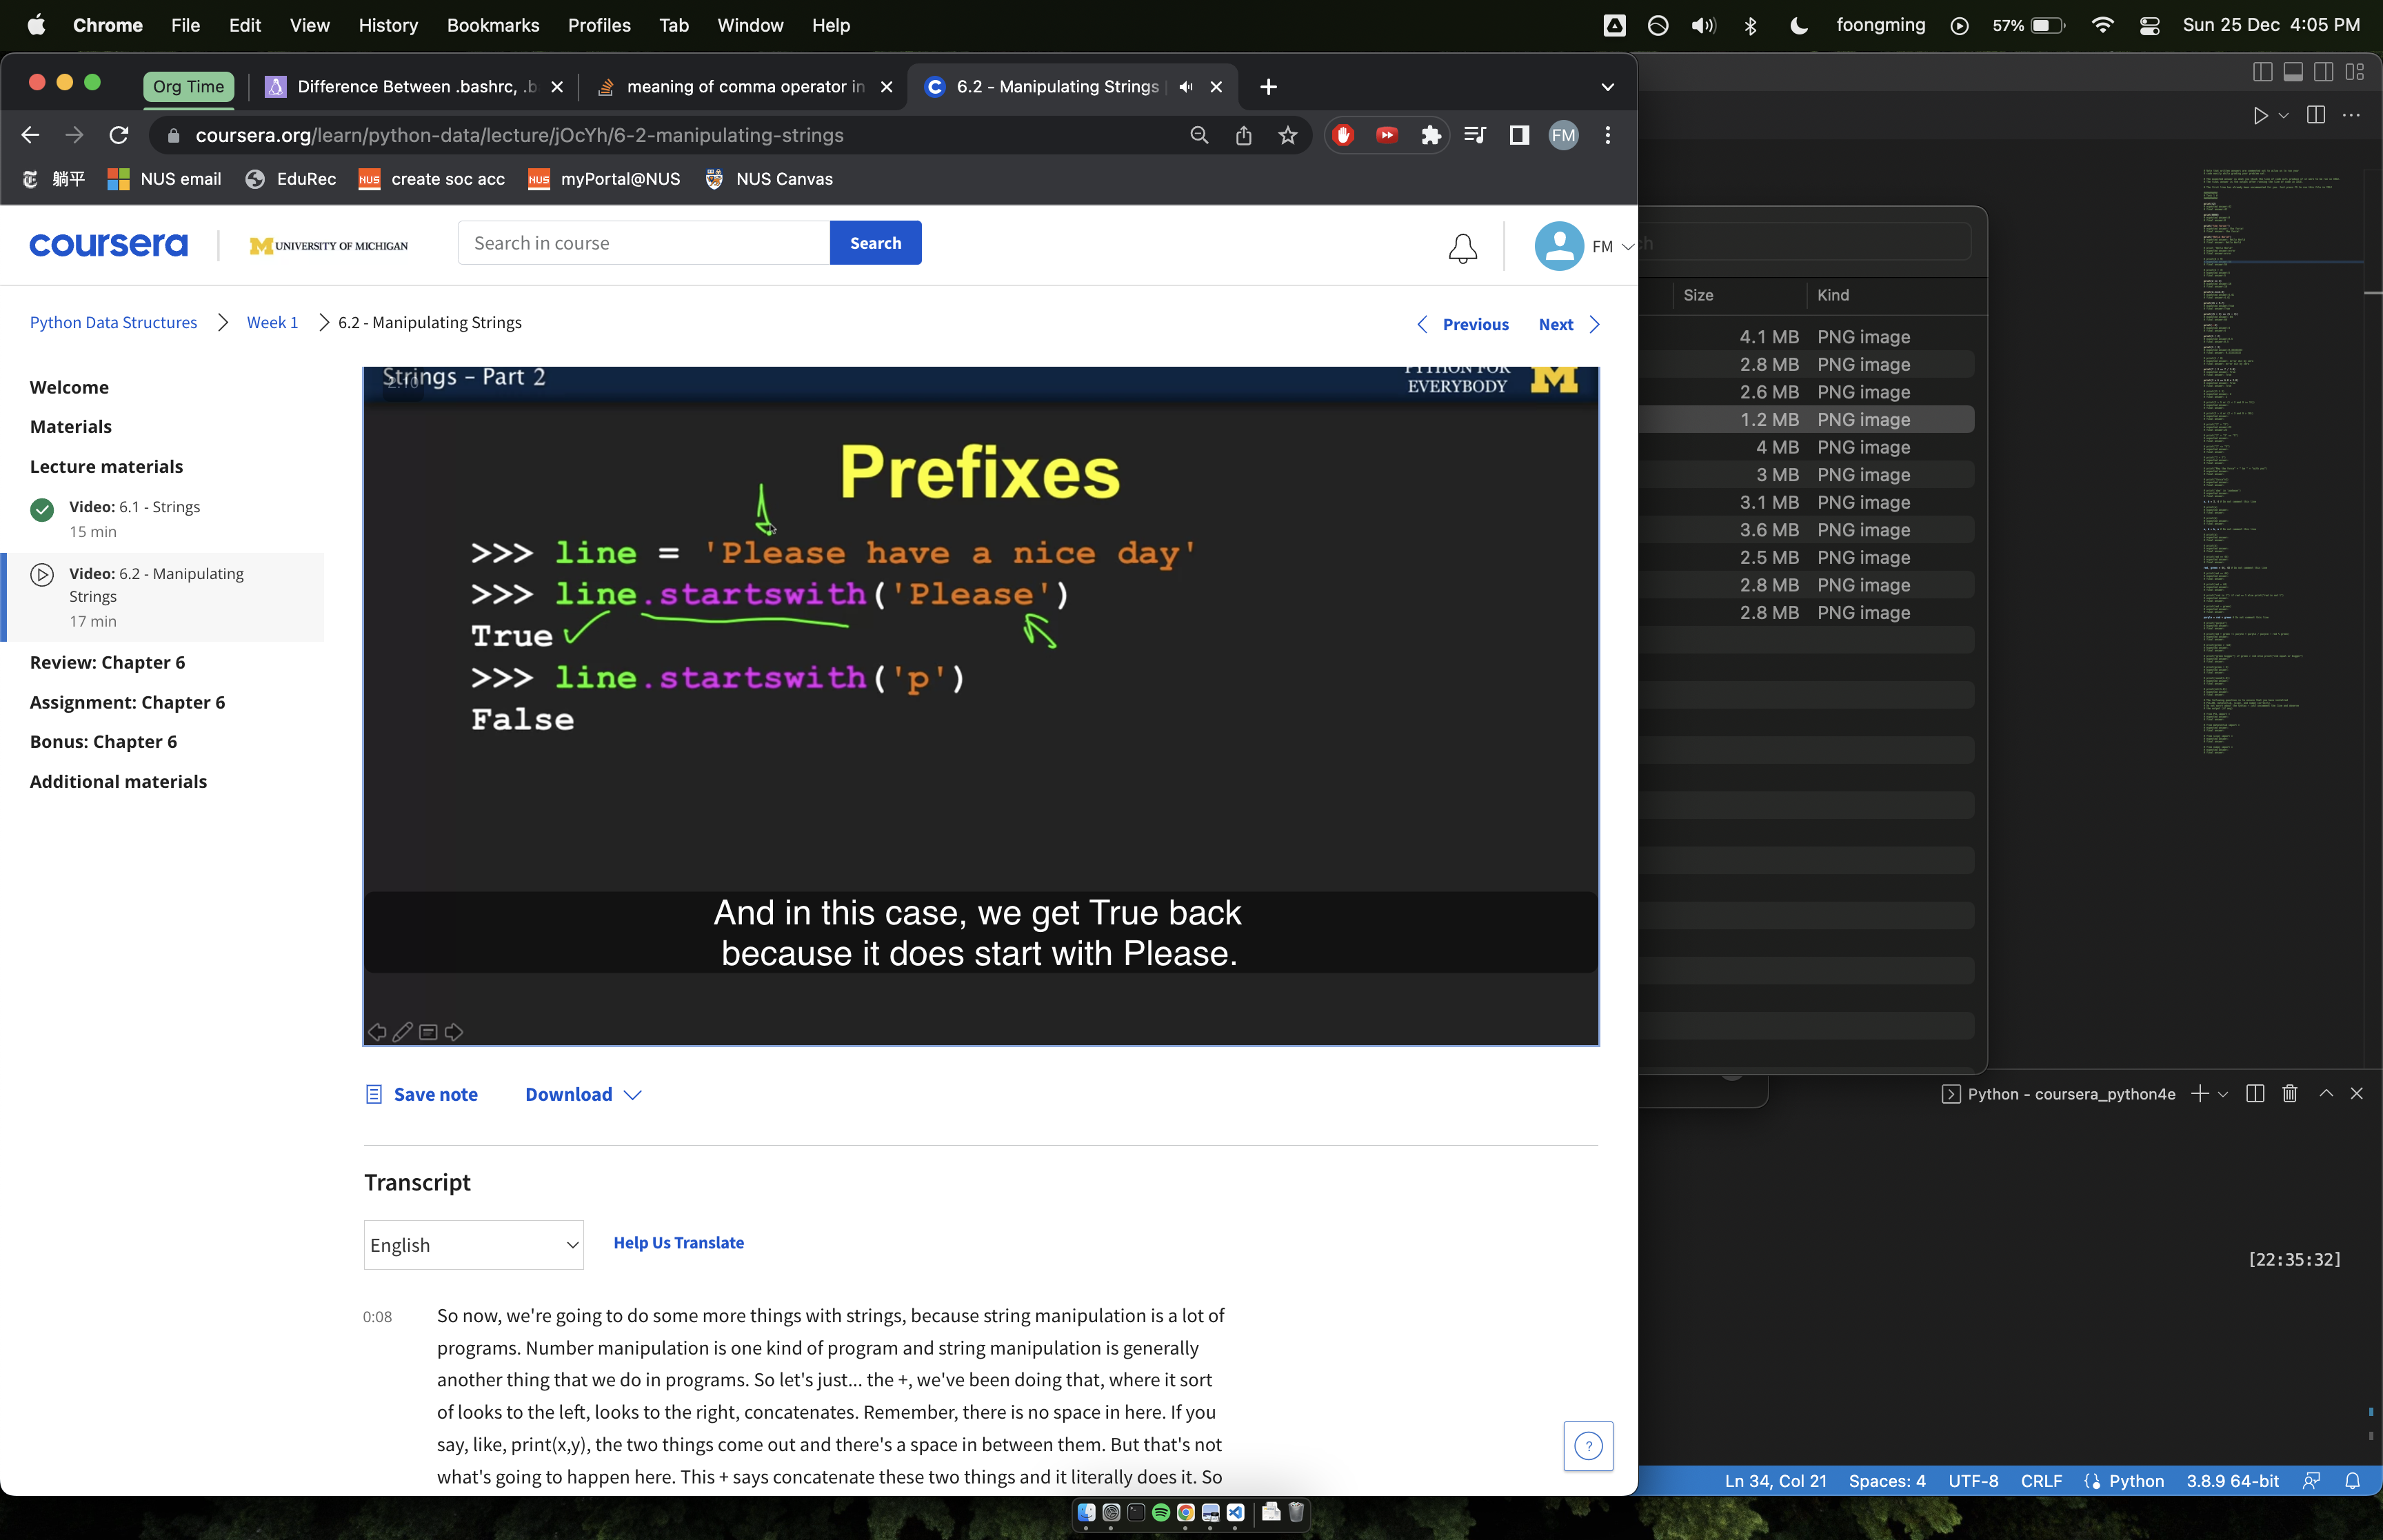 Chrome File Edit View History Bookmarks Profiles Tab Window Help
foongming 57% Sun 25 Dec 4:05 PM
Org Time Difference Between .bashrc, .b meaning of comma operator in 6.2 - Manipulating Strings
coursera.org/learn/python-data/lecture/jOcYh/6-2-manipulating-strings FM
躺平 NUS email EduRec NUS create soc acc NUS myPortal@NUS NUS Canvas
coursera M UNIVERSITY OF MICHIGAN Search in course Search FM
Python Data Structures Week 1 6.2 - Manipulating Strings
Previous Next
Welcome
Materials
Lecture materials
Video: 6.1 - Strings
15 min
Video: 6.2 - Manipulating
Strings
17 min
Review: Chapter 6
Assignment: Chapter 6
Bonus: Chapter 6
Additional materials
Strings – Part 2
PYTHON FOR
EVERYBODY
M
Prefixes
>>> line = 'Please have a nice day'
>>> line.startswith('Please')
True
>>> line.startswith('p')
False
And in this case, we get True back
because it does start with Please.
Save note Download
Transcript
English Help Us Translate
0:08 So now, we're going to do some more things with strings, because string manipulation is a lot of
programs. Number manipulation is one kind of program and string manipulation is generally
another thing that we do in programs. So let's just... the +, we've been doing that, where it sort
of looks to the left, looks to the right, concatenates. Remember, there is no space in here. If you
say, like, print(x,y), the two things come out and there's a space in between them. But that's not
what's going to happen here. This + says concatenate these two things and it literally does it. So
?
Size Kind
4.1 MB PNG image
2.8 MB PNG image
2.6 MB PNG image
1.2 MB PNG image
4 MB PNG image
3 MB PNG image
3.1 MB PNG image
3.6 MB PNG image
2.5 MB PNG image
2.8 MB PNG image
2.8 MB PNG image
Python - coursera_python4e
[22:35:32]
Ln 34, Col 21 Spaces: 4 UTF-8 CRLF Python 3.8.9 64-bit